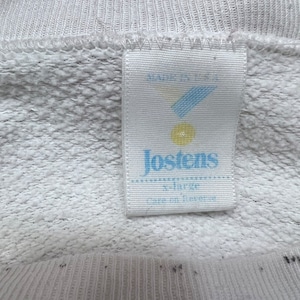 MADE IN U.S.A.
Jostens
x-large
Care on Reverse